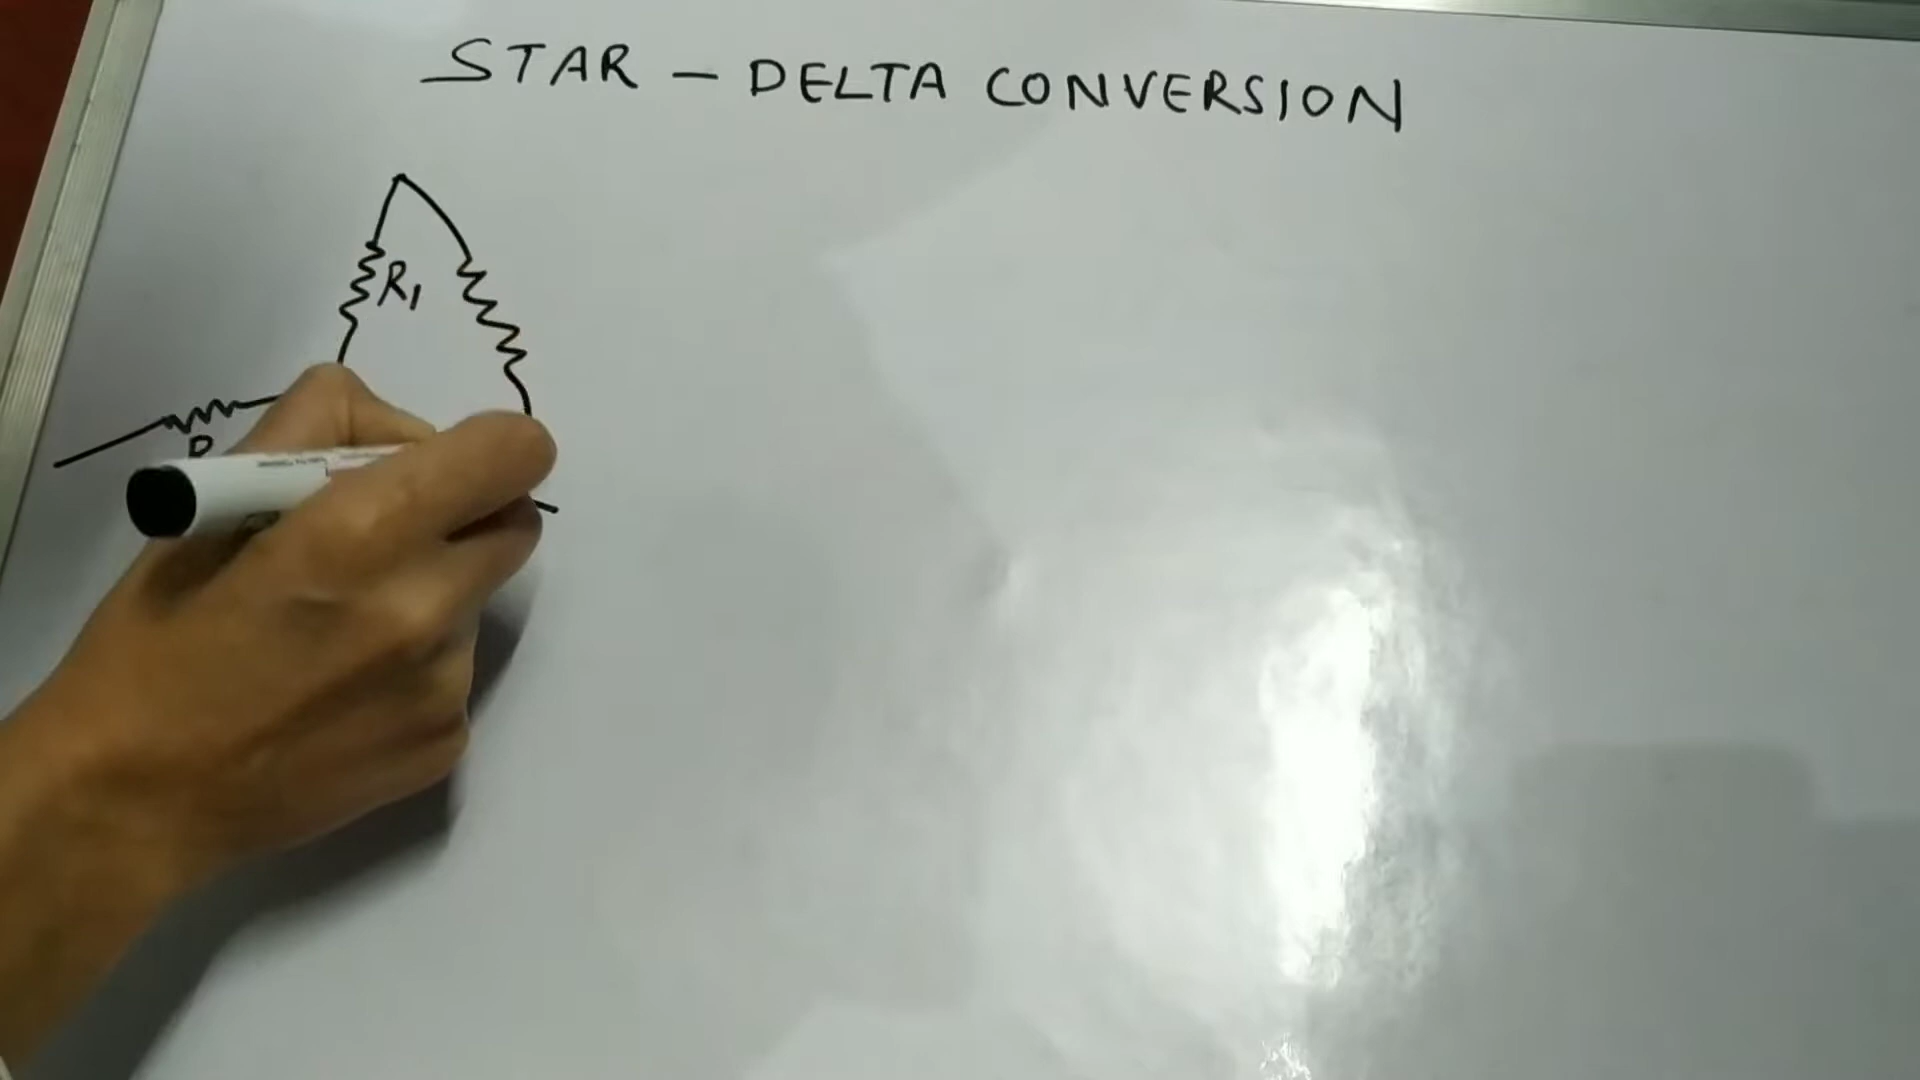 STAR – DELTA CONVERSION
R1